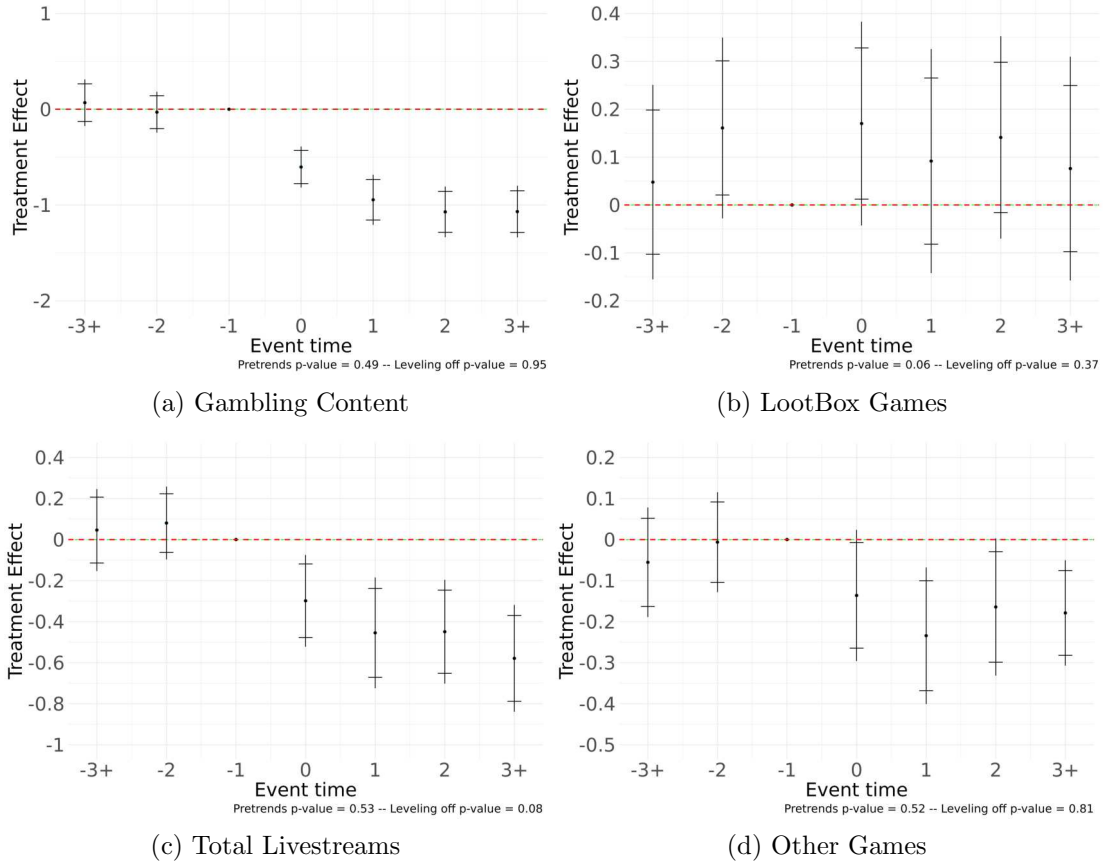 1
0
-1
-2
Treatment Effect
-3+ -2 -1 0 1 2 3+
Event time
Pretrends p-value = 0.49 -- Leveling off p-value = 0.95
(a) Gambling Content
0.4
0.3
0.2
0.1
0
-0.1
-0.2
Treatment Effect
-3+ -2 -1 0 1 2 3+
Event time
Pretrends p-value = 0.06 -- Leveling off p-value = 0.37
(b) LootBox Games
0.4
0.2
0
-0.2
-0.4
-0.6
-0.8
-1
Treatment Effect
-3+ -2 -1 0 1 2 3+
Event time
Pretrends p-value = 0.53 -- Leveling off p-value = 0.08
(c) Total Livestreams
0.2
0.1
0
-0.1
-0.2
-0.3
-0.4
-0.5
Treatment Effect
-3+ -2 -1 0 1 2 3+
Event time
Pretrends p-value = 0.52 -- Leveling off p-value = 0.81
(d) Other Games